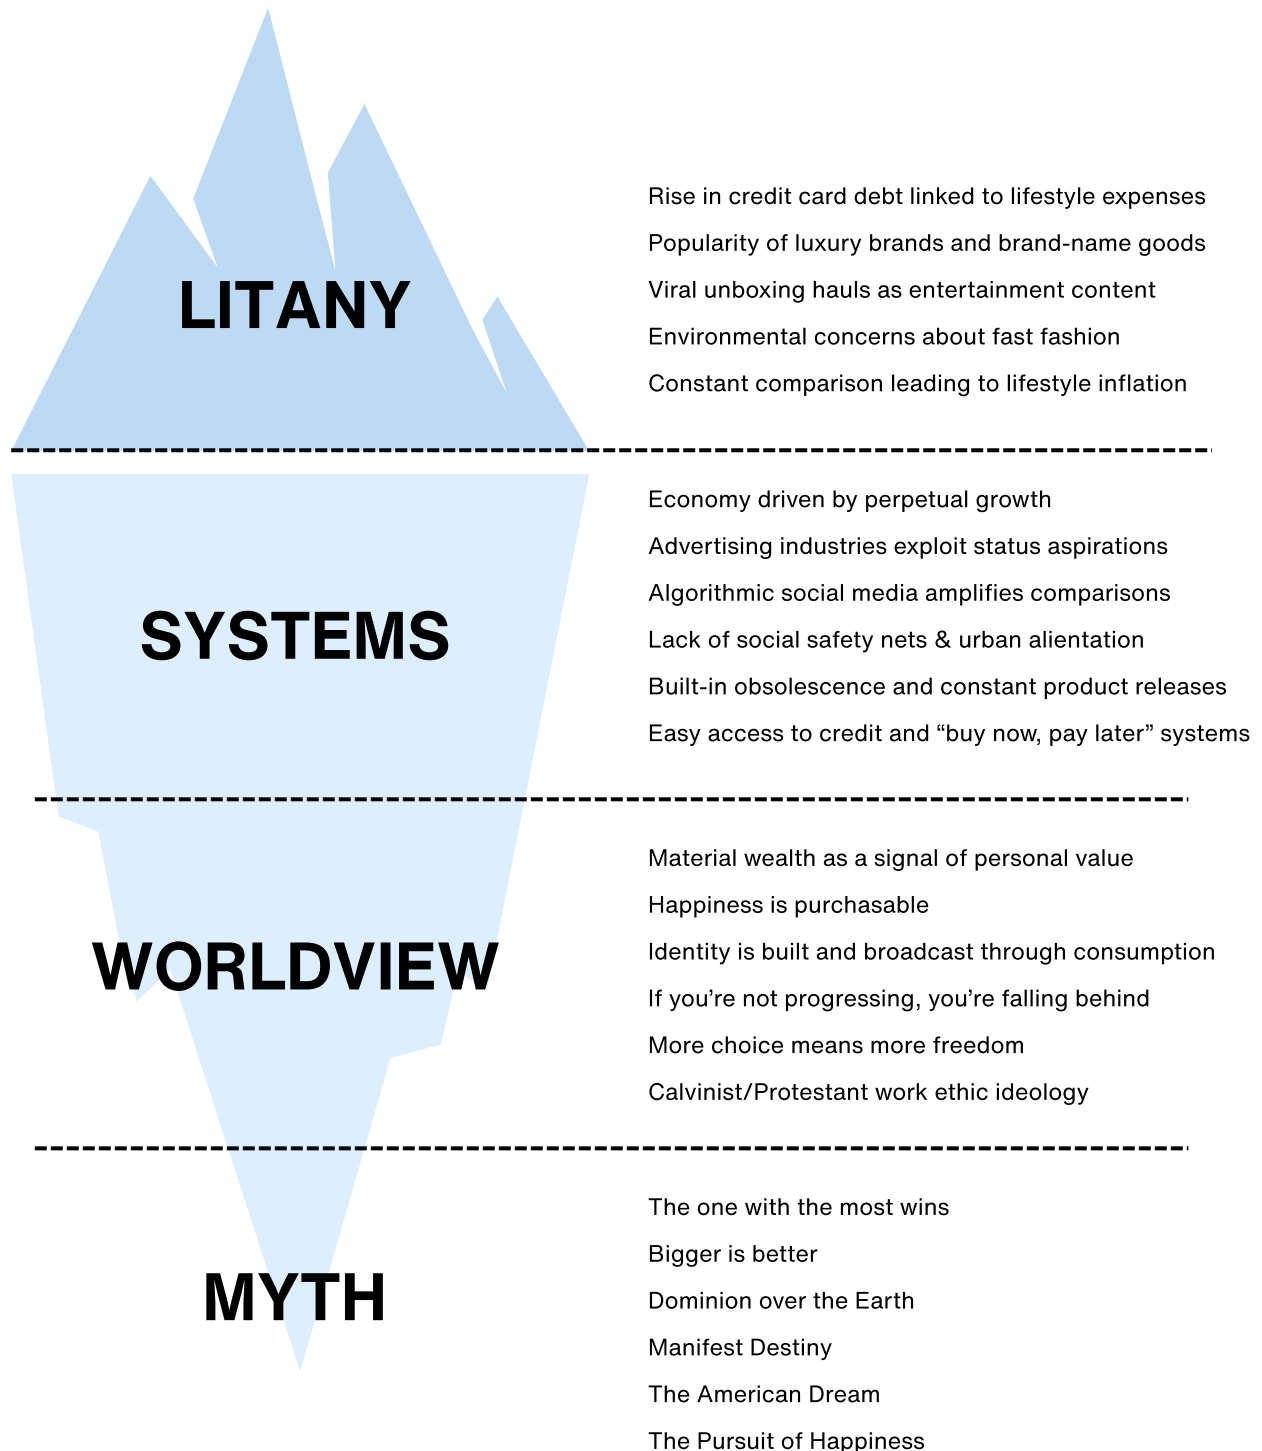 Rise in credit card debt linked to lifestyle expenses
Popularity of luxury brands and brand-name goods
Viral unboxing hauls as entertainment content
LITANY
Environmental concerns about fast fashion
Constant comparison leading to lifestyle inflation
Economy driven by perpetual growth
Advertising industries exploit status aspirations
Algorithmic social media amplifies comparisons
SYSTEMS
Lack of social safety nets & urban alientation
Built-in obsolescence and constant product releases
Easy access to credit and “buy now, pay later” systems
Material wealth as a signal of personal value
Happiness is purchasable
Identity is built and broadcast through consumption
WORLDVIEW
If you’re not progressing, you’re falling behind
More choice means more freedom
Calvinist/Protestant work ethic ideology
The one with the most wins
Bigger is better
MYTH
Dominion over the Earth
Manifest Destiny
The American Dream
The Pursuit of Happiness